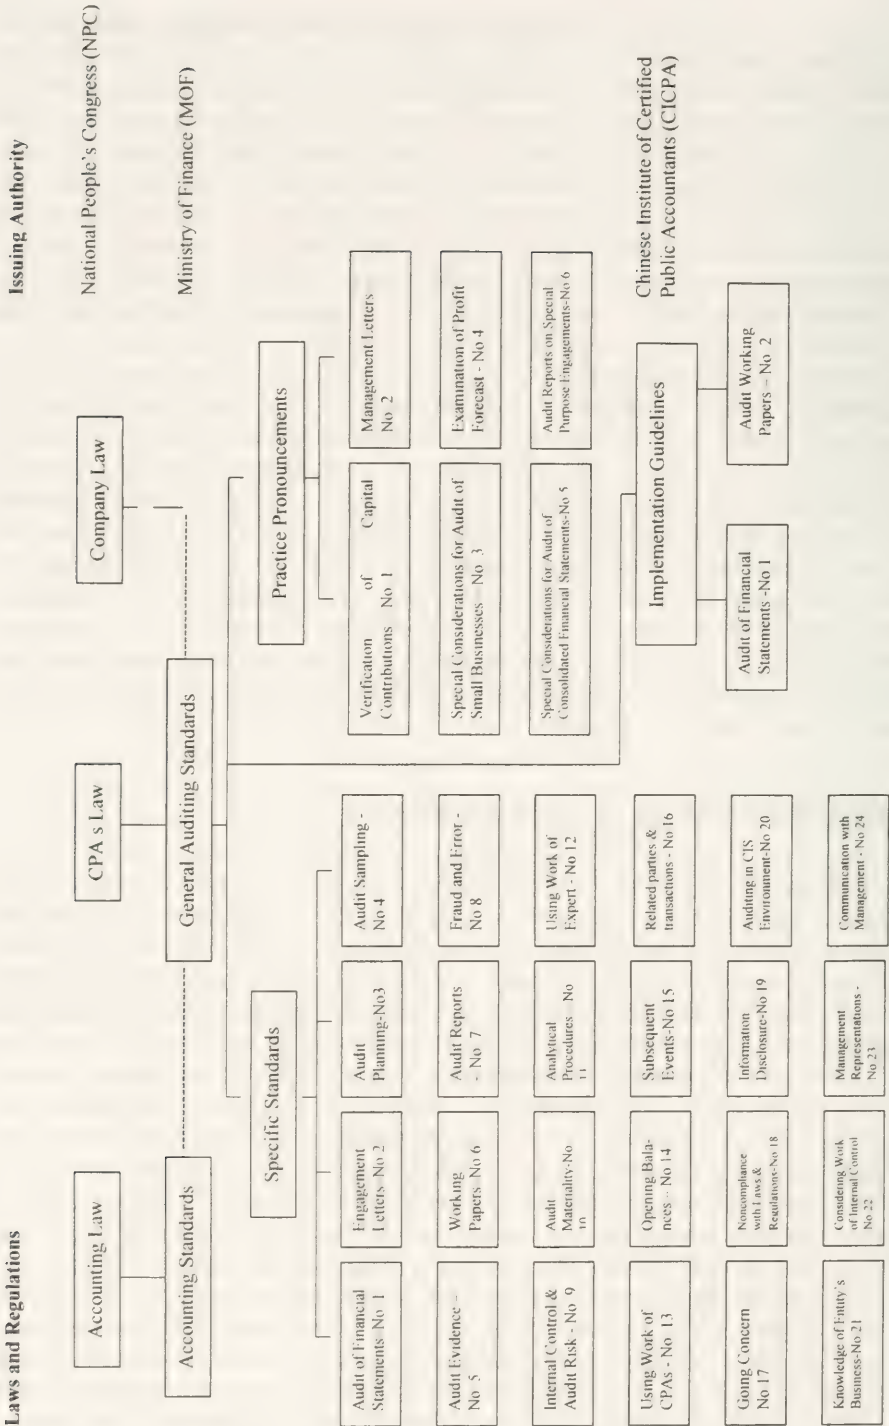 Laws and Regulations
Issuing Authority
Accounting Law
CPA s Law
Company Law
National People's Congress (NPC)
Accounting Standards
General Auditing Standards
Ministry of Finance (MOF)
Specific Standards
Practice Pronouncements
Audit of Financial
Statements No 1
Engagement
Letters No 2
Audit
Planning-No3
Audit Sampling -
No 4
Verification of Capital
Contributions No 1
Management Letters
No 2
Audit Evidence –
No 5
Working
Papers No 6
Audit Reports
- No 7
Fraud and Error -
No 8
Special Considerations for Audit of
Small Businesses – No 3
Examination of Profit
Forecast - No 4
Internal Control &
Audit Risk - No 9
Audit
Materiality-No
10
Analytical
Procedures – No
11
Using Work of
Expert - No 12
Special Considerations for Audit of
Consolidated Financial Statements-No 5
Audit Reports on Special
Purpose Engagements-No 6
Using Work of
CPAs - No 13
Opening Bala-
nces – No 14
Subsequent
Events-No 15
Related parties &
transactions - No 16
Implementation Guidelines
Chinese Institute of Certified
Public Accountants (CICPA)
Going Concern
No 17
Noncompliance
with Laws &
Regulations-No 18
Information
Disclosure-No 19
Auditing in CIS
Environment-No 20
Audit of Financial
Statements -No 1
Audit Working
Papers – No 2
Knowledge of Entity's
Business-No 21
Considering Work
of Internal Control
No 22
Management
Representations -
No 23
Communication with
Management - No 24